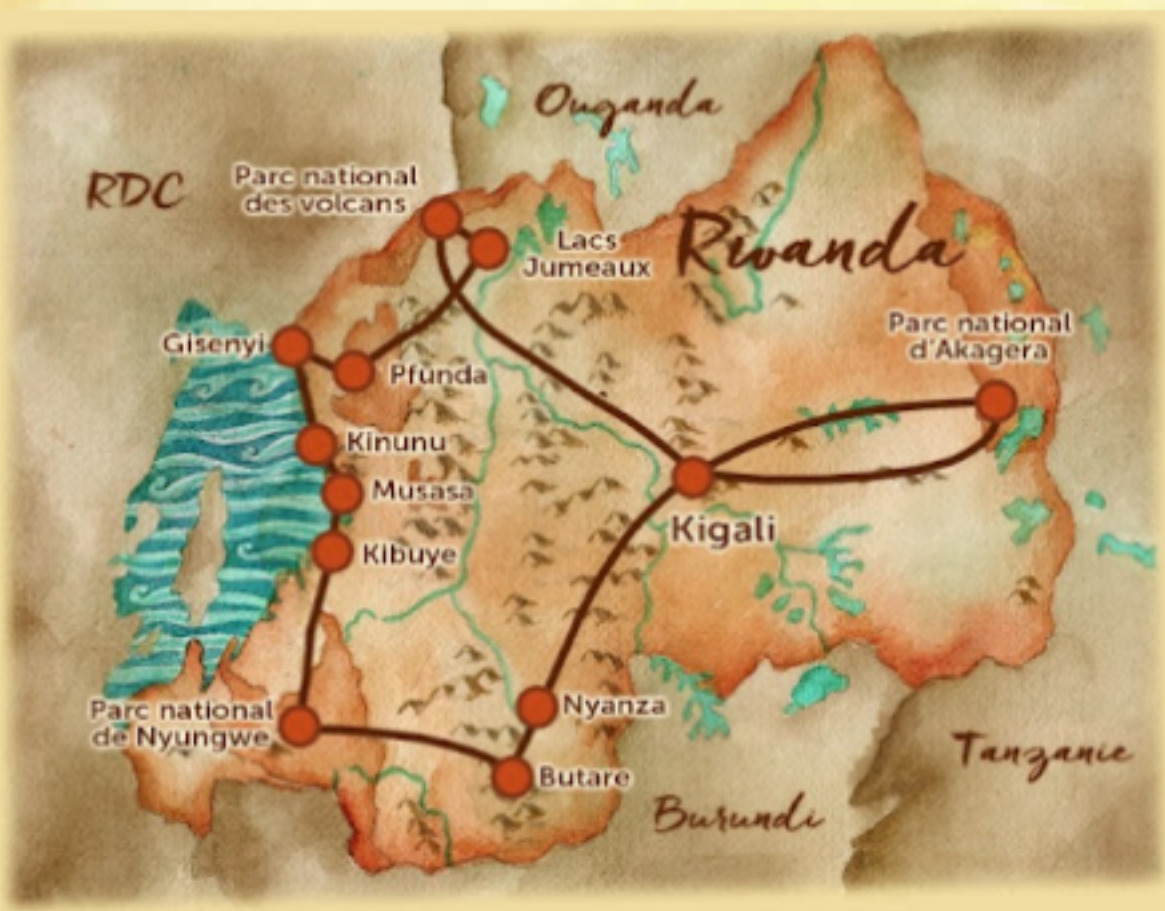 Ouganda
RDC
Parc national
des volcans
Lacs
Jumeaux
Rwanda
Gisenyi
Pfunda
Parc national
d'Akagera
Kinunu
Musasa
Kigali
Kibuye
Parc national
de Nyungwe
Nyanza
Butare
Burundi
Tanzanie